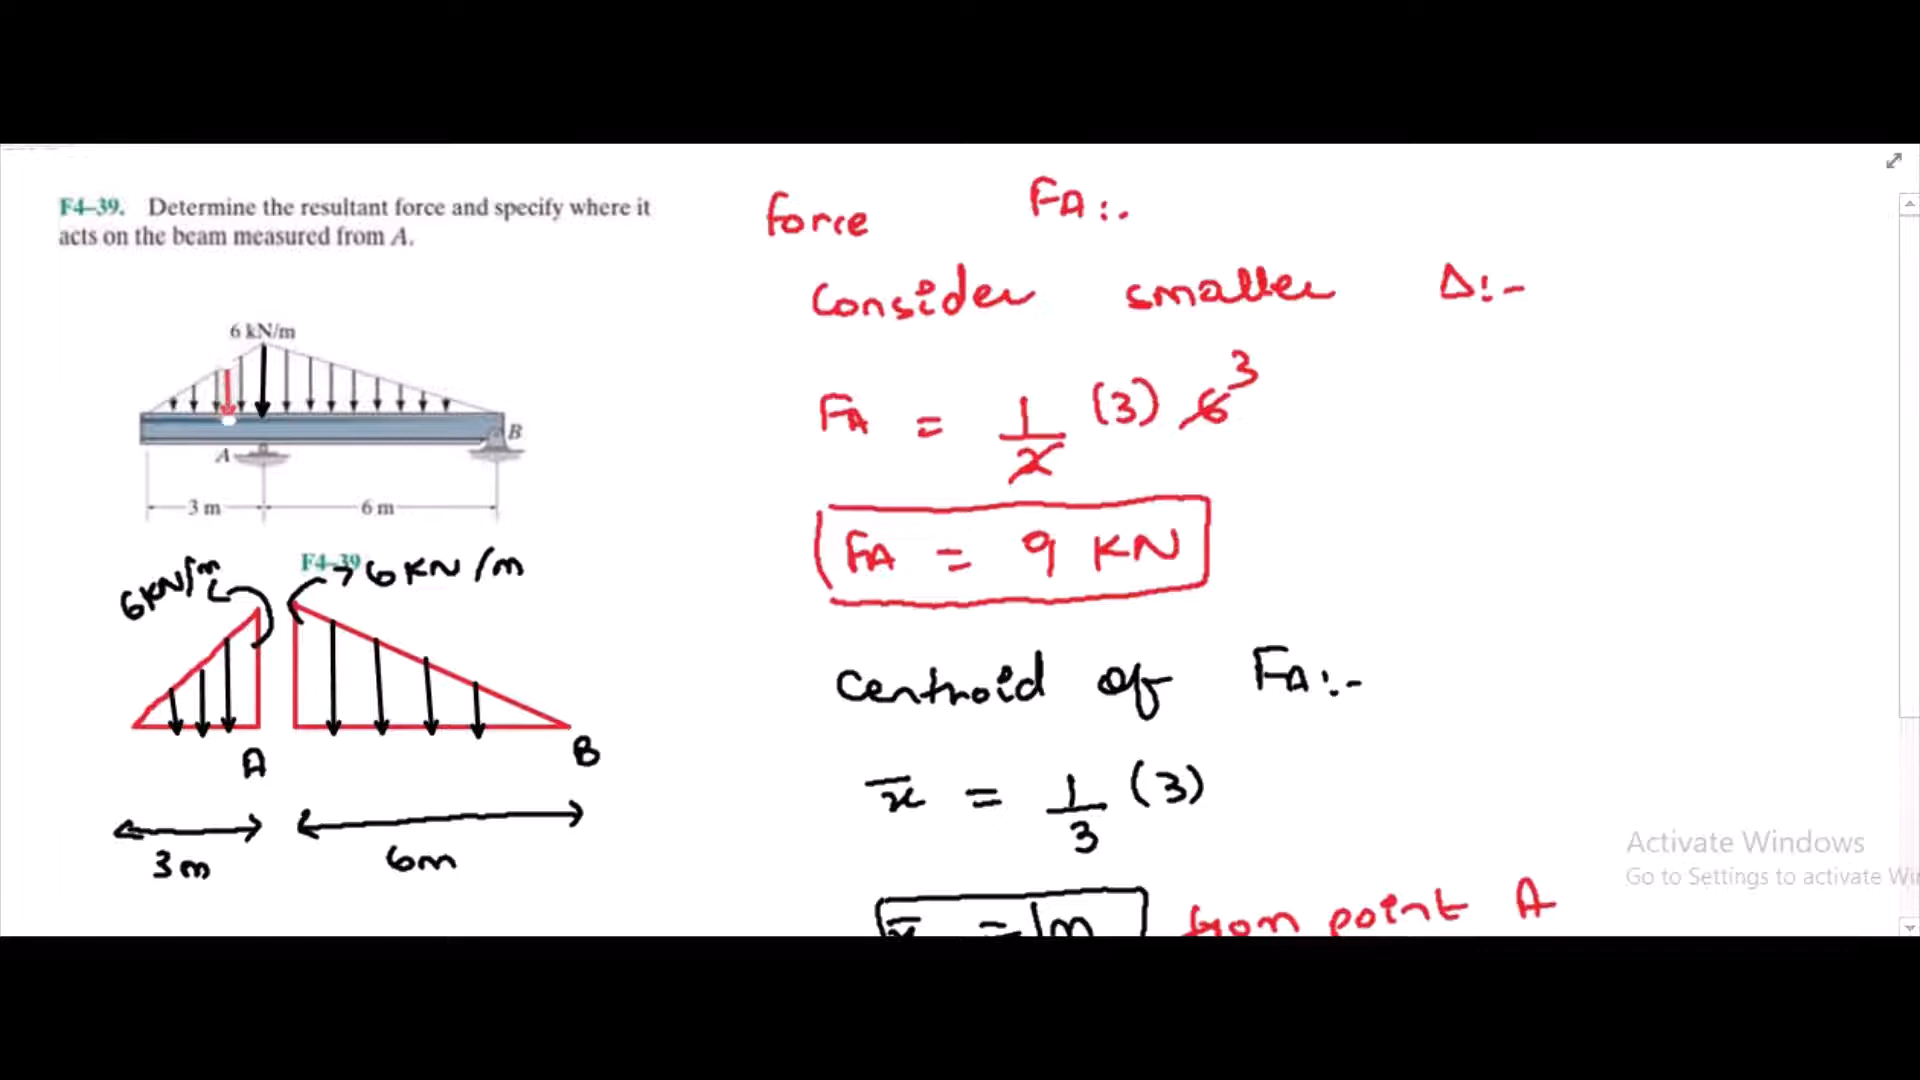 F4–39. Determine the resultant force and specify where it
acts on the beam measured from A.
6 kN/m
A
B
3 m
6 m
F4–39
6KN/m
6KN/m
A
B
3m
6m
force FA:.
Consider smaller Δ:-
FA = 1/2 (3) 6 3
FA = 9 KN
Centroid of FA:-
x̄ = 1/3 (3)
x̄ = 1m from point A
Activate Windows
Go to Settings to activate Wi